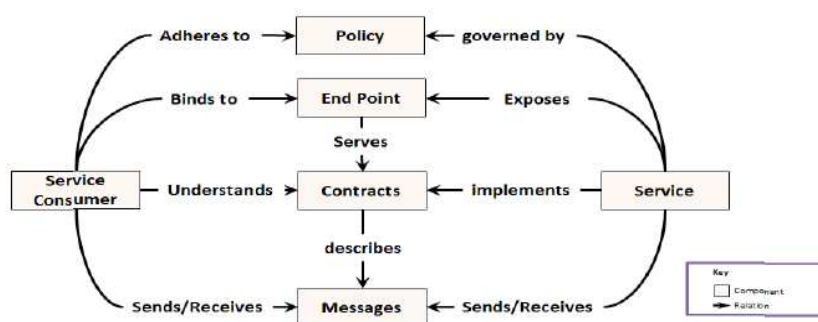 Adheres to
Policy
governed by
Binds to
End Point
Exposes
Serves
Service
Consumer
Understands
Contracts
implements
Service
describes
Key
Component
Relation
Sends/Receives
Messages
Sends/Receives